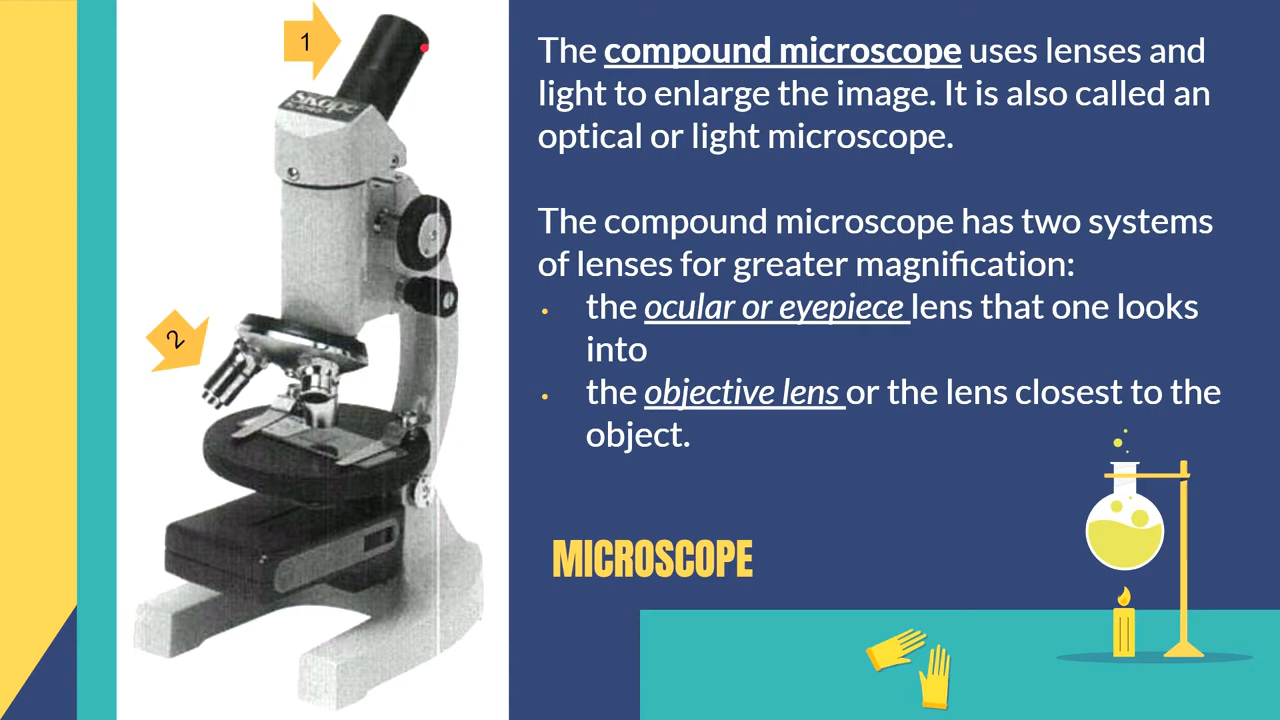 1
Skope
2
The compound microscope uses lenses and
light to enlarge the image. It is also called an
optical or light microscope.
The compound microscope has two systems
of lenses for greater magnification:
• the ocular or eyepiece lens that one looks
into
• the objective lens or the lens closest to the
object.
MICROSCOPE